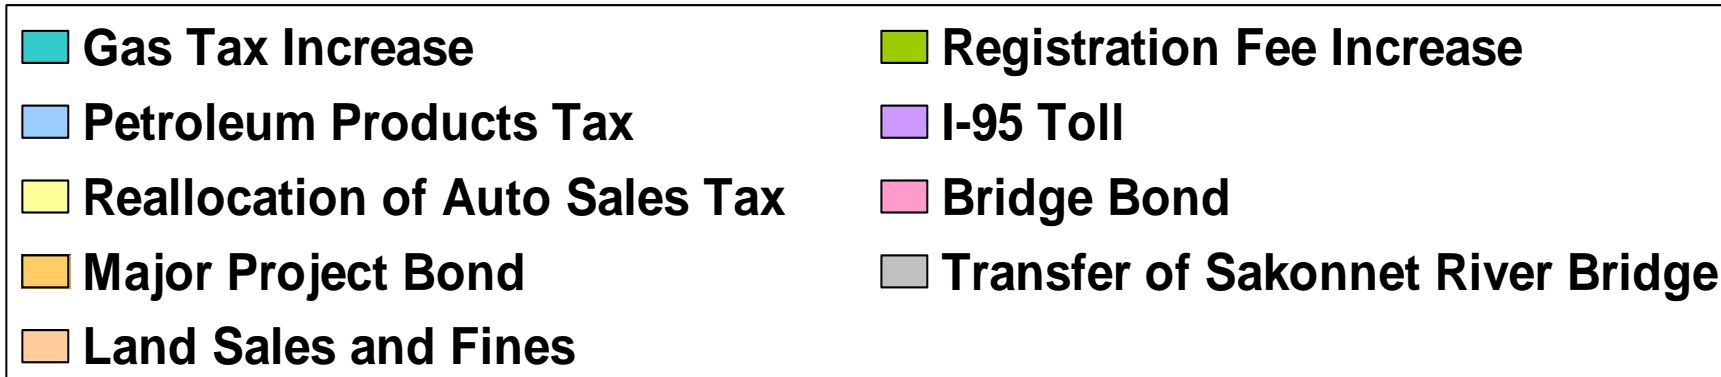 Gas Tax Increase
Registration Fee Increase
Petroleum Products Tax
I-95 Toll
Reallocation of Auto Sales Tax
Bridge Bond
Major Project Bond
Transfer of Sakonnet River Bridge
Land Sales and Fines